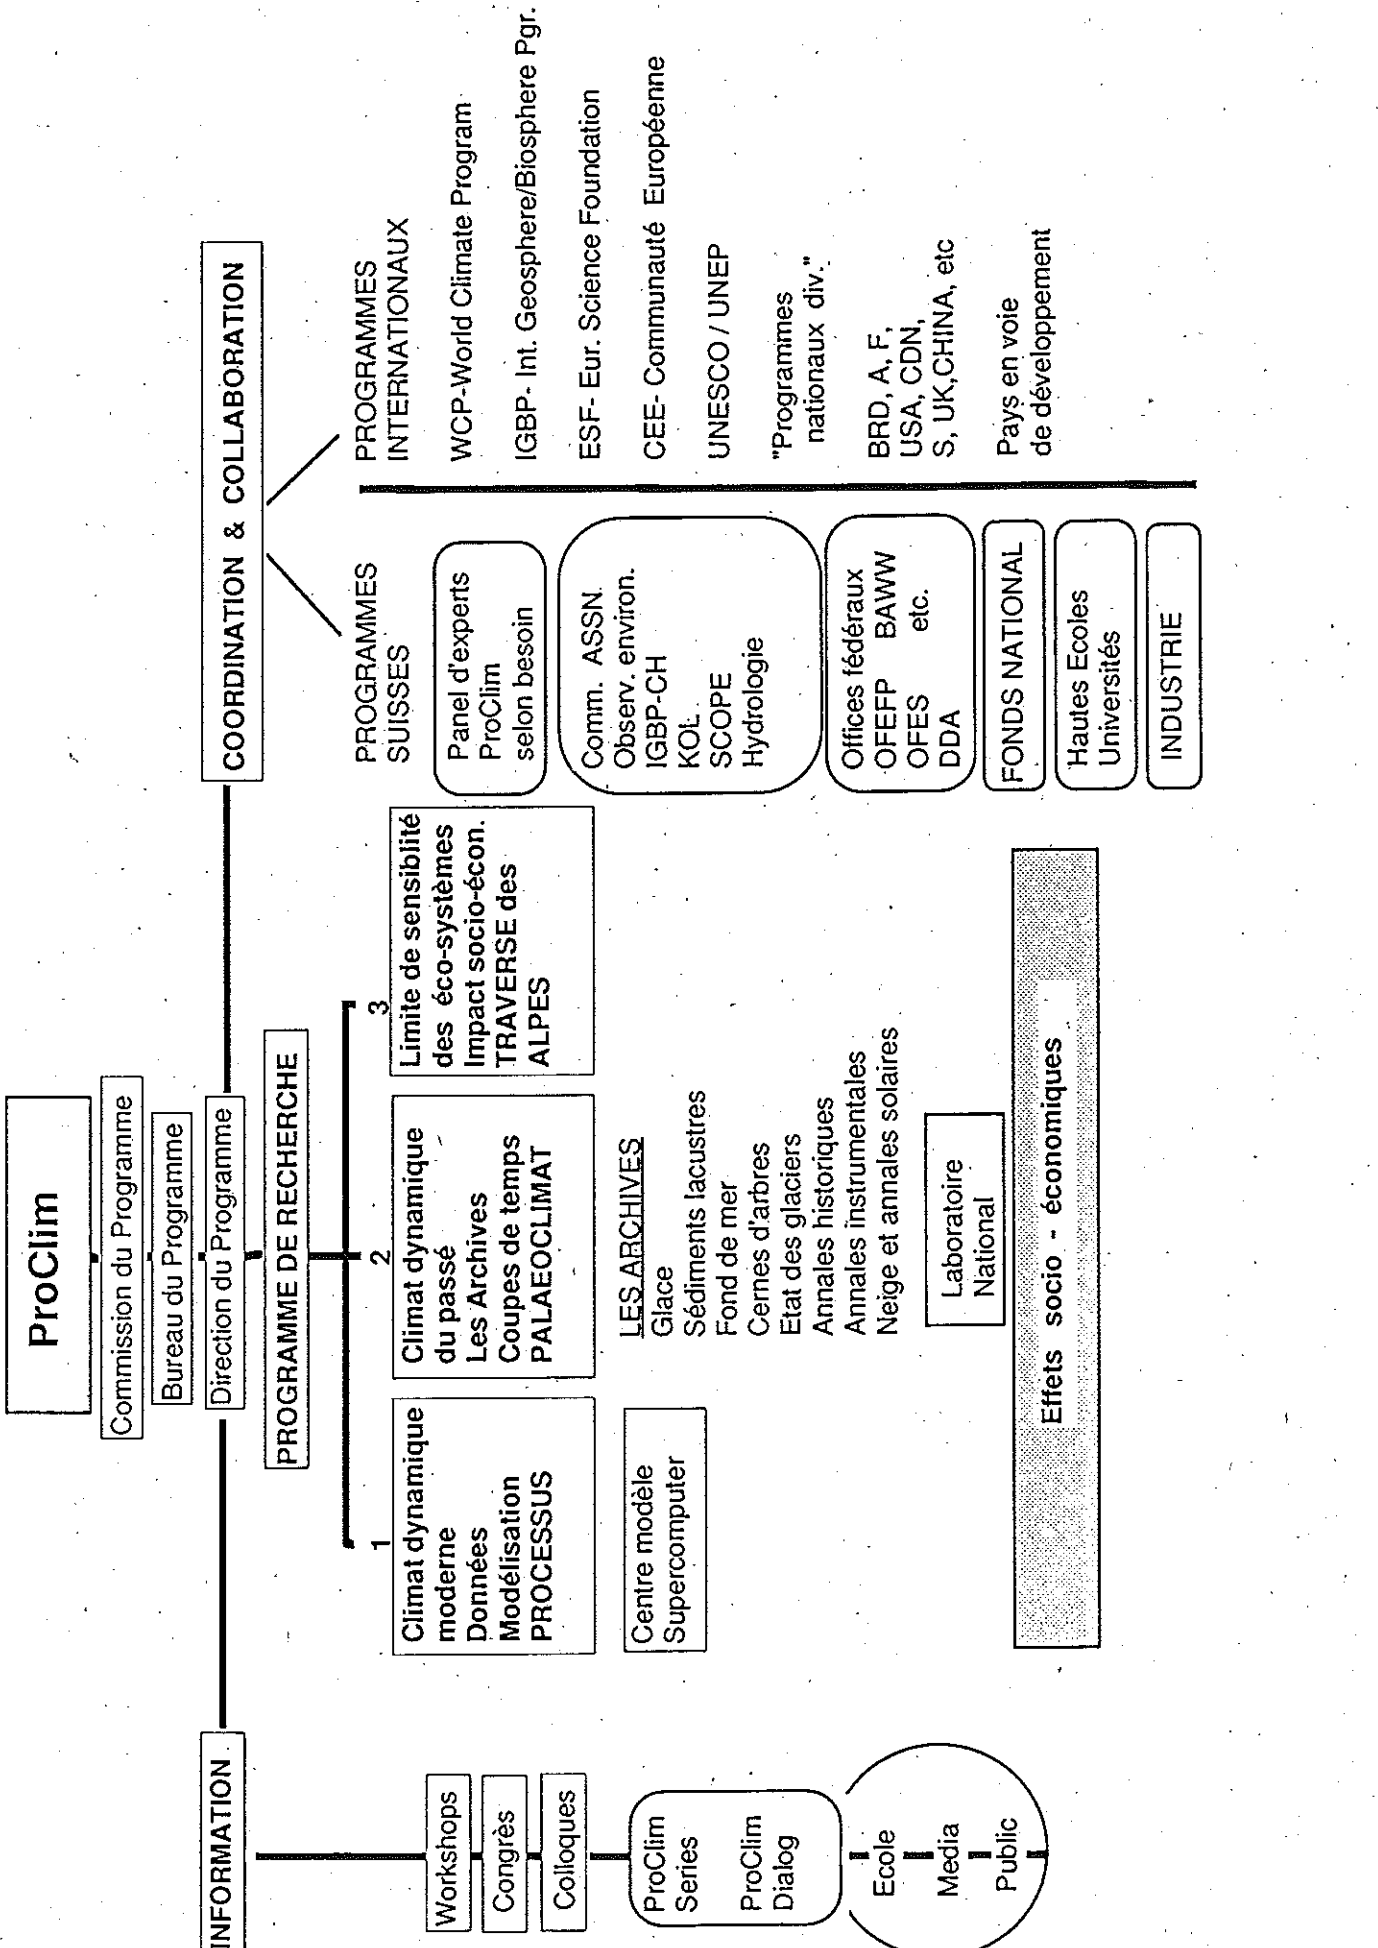 ProClim
Commission du Programme
Bureau du Programme
Direction du Programme
INFORMATION
Workshops
Congrès
Colloques
ProClim
Series
ProClim
Dialog
Ecole
Media
Public
PROGRAMME DE RECHERCHE
1
Climat dynamique
moderne
Données
Modélisation
PROCESSUS
Centre modèle
Supercomputer
2
Climat dynamique
du passé
Les Archives
Coupes de temps
PALAEOCLIMAT
LES ARCHIVES
Glace
Sédiments lacustres
Fond de mer
Cernes d'arbres
Etat des glaciers
Annales historiques
Annales instrumentales
Neige et annales solaires
Laboratoire
National
3
Limite de sensiblité
des éco-systèmes
Impact socio-écon.
TRAVERSE des
ALPES
Effets socio - économiques
COORDINATION & COLLABORATION
PROGRAMMES
SUISSES
Panel d'experts
ProClim
selon besoin
Comm. ASSN.
Observ. environ.
IGBP-CH
KOL
SCOPE
Hydrologie
Offices fédéraux
OFEFP BAWW
OFES etc.
DDA
FONDS NATIONAL
Hautes Ecoles
Universités
INDUSTRIE
PROGRAMMES
INTERNATIONAUX
WCP-World Climate Program
IGBP- Int. Geosphere/Biosphere Pgr.
ESF- Eur. Science Foundation
CEE- Communauté Européenne
UNESCO / UNEP
"Programmes
nationaux div."
BRD, A, F,
USA, CDN,
S, UK,CHINA, etc
Pays en voie
de développement